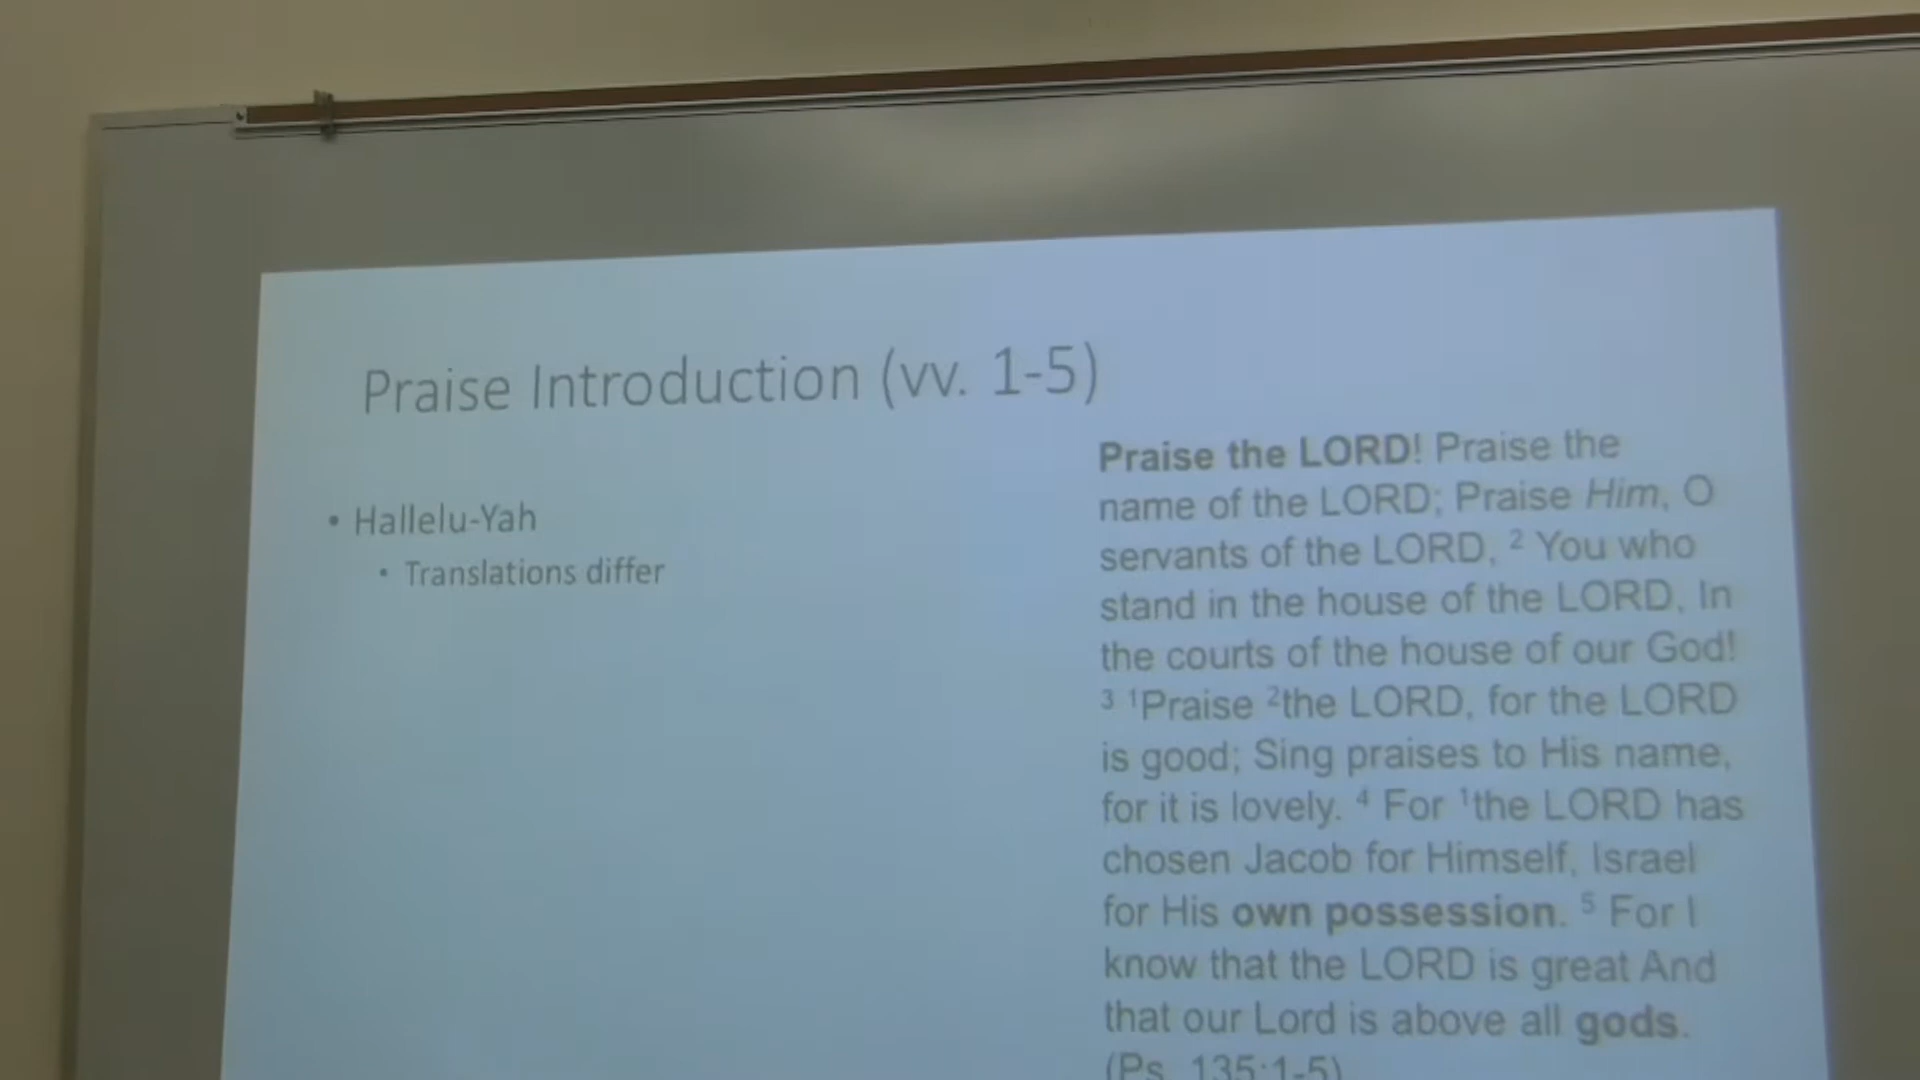 Praise Introduction (vv. 1-5)
• Hallelu-Yah
• Translations differ
Praise the LORD! Praise the
name of the LORD; Praise Him, O
servants of the LORD, 2 You who
stand in the house of the LORD, In
the courts of the house of our God!
3 1Praise 2the LORD, for the LORD
is good; Sing praises to His name,
for it is lovely. 4 For 1the LORD has
chosen Jacob for Himself, Israel
for His own possession. 5 For I
know that the LORD is great And
that our Lord is above all gods.
(Ps. 135:1-5)